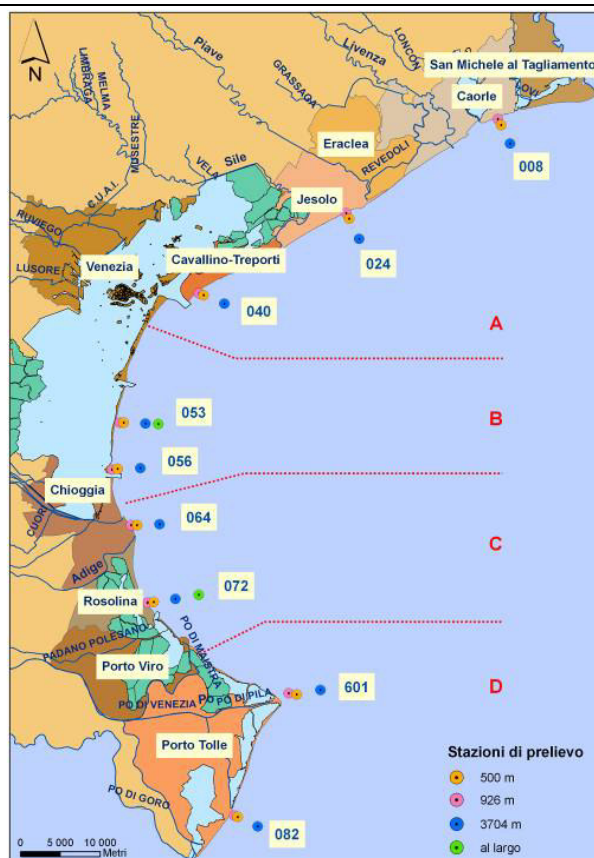 Piave
Livenza
LONCON
San Michele al Tagliamento
MELMA
LIMBRAGA
GRASSAGA
Caorle
N
MUSESTRE
Eraclea
REVEDOLI
008
VELA
Sile
C.U.A.I.
Jesolo
RUVIEGO
024
LUSORE
Venezia
Cavallino-Treporti
040
A
053
B
056
Chioggia
CUORI
064
C
Adige
072
Rosolina
PADANO POLESANO
PO DI MAISTRA
Porto Viro
601
D
PO DI VENEZIA
PO
PO DI PILA
Porto Tolle
Stazioni di prelievo
500 m
926 m
3704 m
al largo
PO DI GORO
082
0 5 000 10 000
Metri